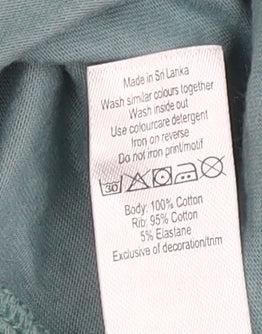 Made in Sri Lanka
Wash similar colours together
Wash inside out
Use colourcare detergent
Iron on reverse
Do not iron print/motif
30
Body: 100% Cotton
Rib: 95% Cotton
5% Elastane
Exclusive of decoration/trim